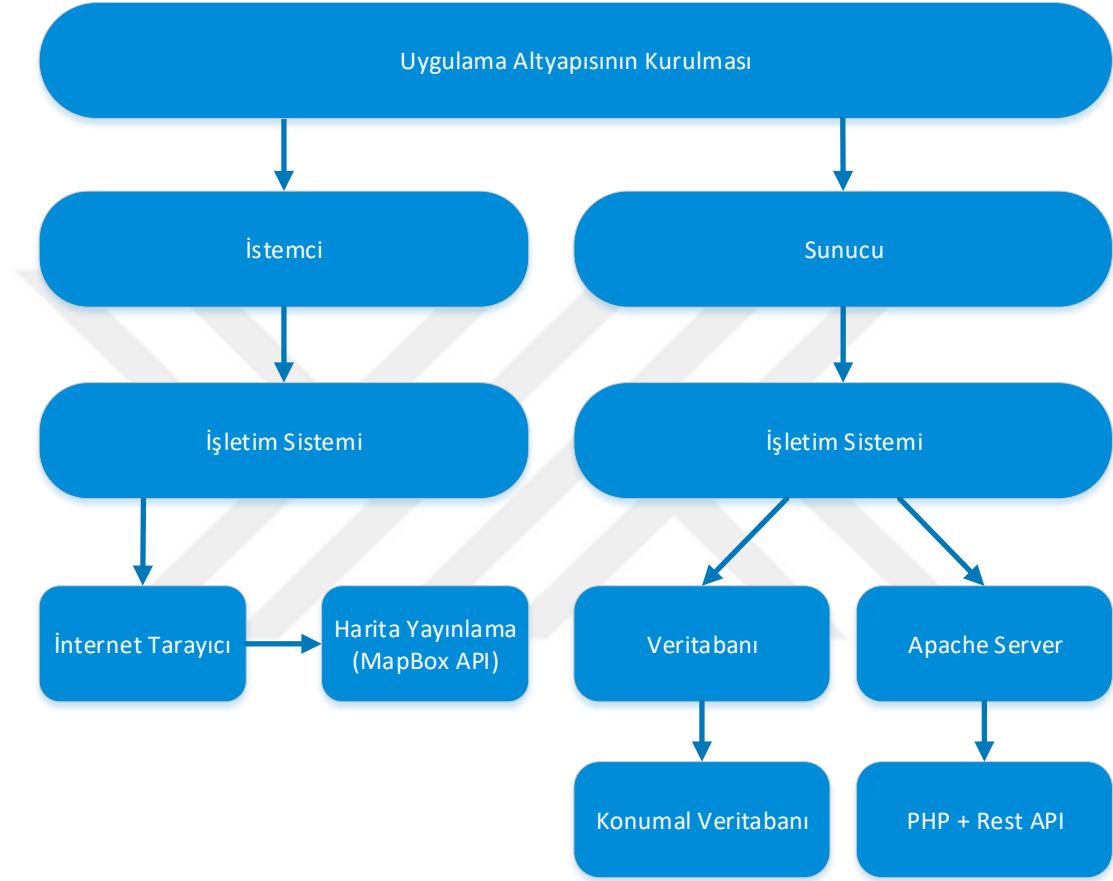 Uygulama Altyapısının Kurulması
İstemci
Sunucu
İşletim Sistemi
İşletim Sistemi
İnternet Tarayıcı
Harita Yayınlama
(MapBox API)
Veritabanı
Apache Server
Konumal Veritabanı
PHP + Rest API